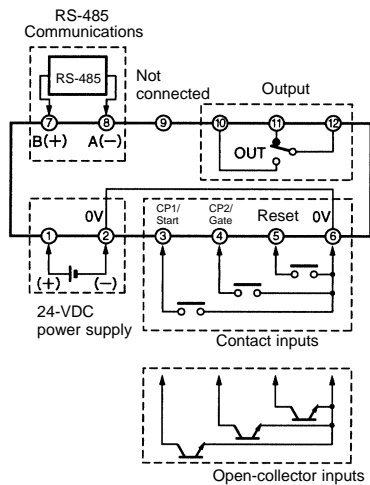 RS-485
Communications
RS-485
Not
connected
Output
7 8 9 10 11 12
B(+) A(−)
OUT
0V
CP1/
Start
CP2/
Gate
Reset
0V
1 2 3 4 5 6
(+) (−)
24-VDC
power supply
Contact inputs
Open-collector inputs